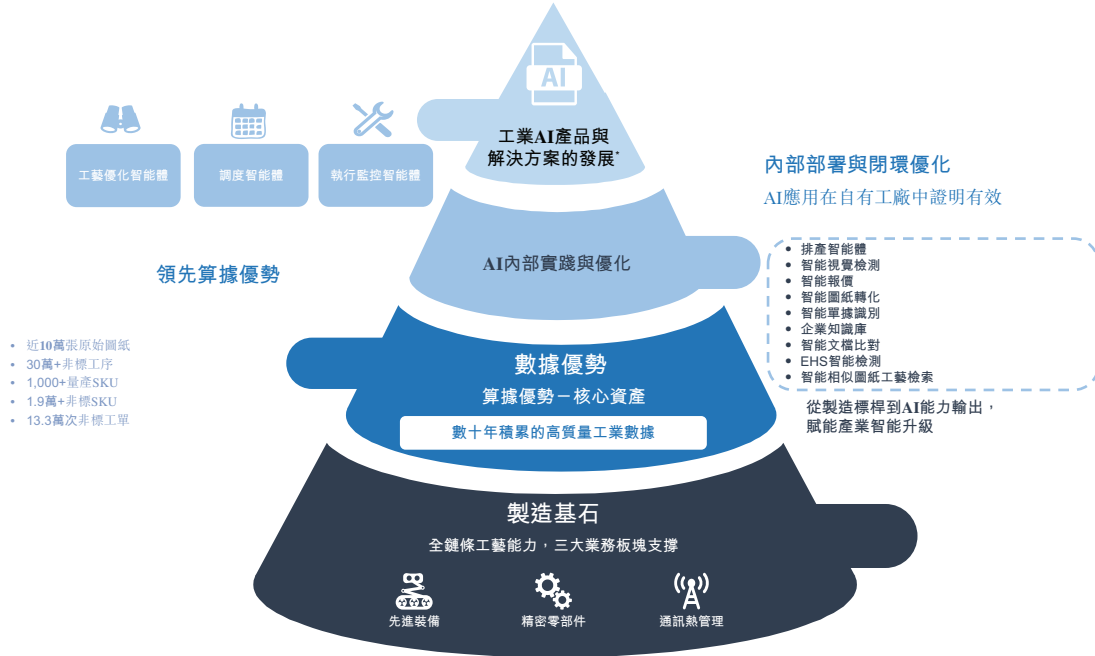 AI
工業AI產品與
解決方案的發展*
工藝優化智能體
調度智能體
執行監控智能體
內部部署與閉環優化
AI應用在自有工廠中證明有效
AI內部實踐與優化
• 排產智能體
• 智能視覺檢測
• 智能報價
• 智能圖紙轉化
• 智能單據識別
• 企業知識庫
• 智能文檔比對
• EHS智能檢測
• 智能相似圖紙工藝檢索
從製造標桿到AI能力輸出，
賦能產業智能升級
領先算據優勢
• 近10萬張原始圖紙
• 30萬+非標工序
• 1,000+量產SKU
• 1.9萬+非標SKU
• 13.3萬次非標工單
數據優勢
算據優勢－核心資產
數十年積累的高質量工業數據
製造基石
全鏈條工藝能力，三大業務板塊支撐
先進裝備
精密零部件
通訊熱管理